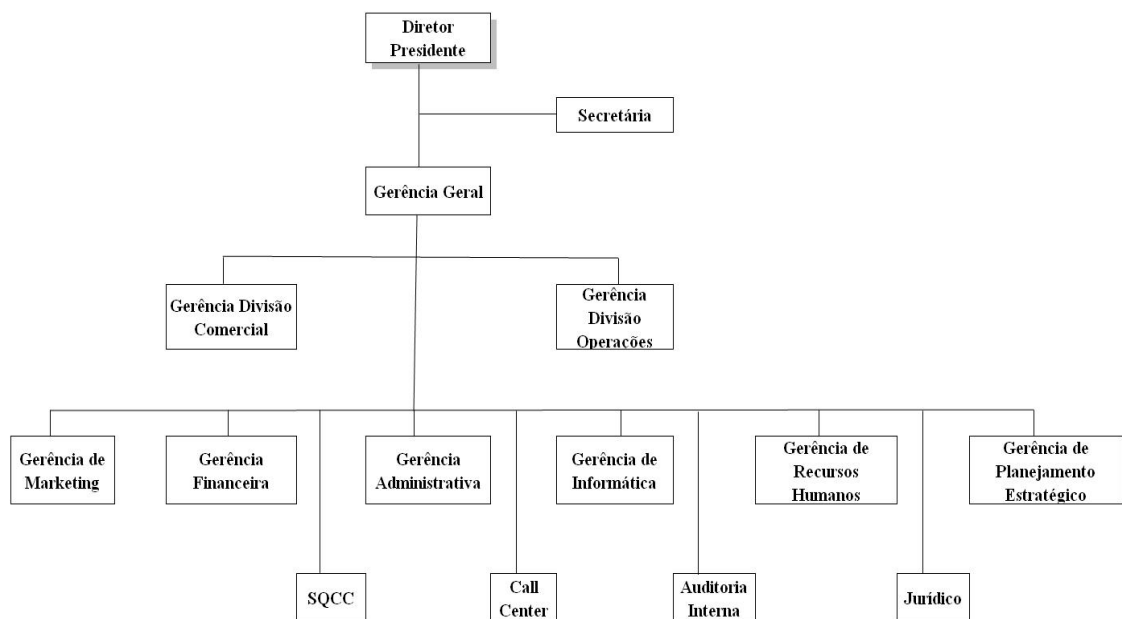 Diretor
Presidente
Secretária
Gerência Geral
Gerência Divisão
Comercial
Gerência
Divisão
Operações
Gerência de
Marketing
Gerência
Financeira
Gerência
Administrativa
Gerência de
Informática
Gerência de
Recursos
Humanos
Gerência de
Planejamento
Estratégico
SQCC
Call
Center
Auditoria
Interna
Jurídico